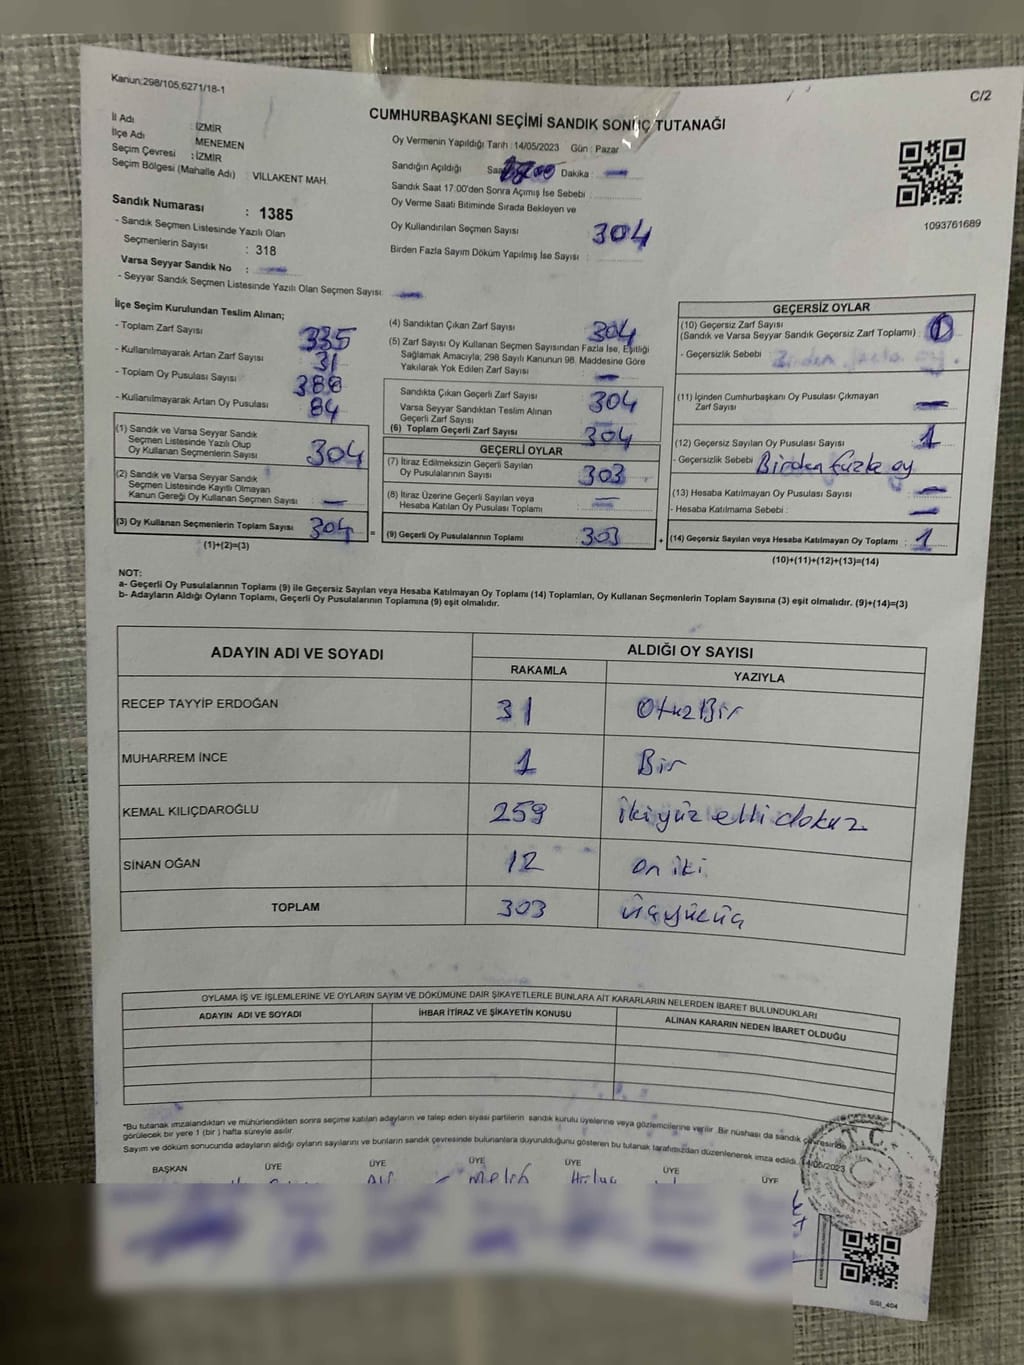 Kanun;298/105,6271/18-1
C/2
CUMHURBAŞKANI SEÇİMİ SANDIK SONUÇ TUTANAĞI
İl Adı : İZMİR
İlçe Adı MENEMEN
Seçim Çevresi : İZMİR
Seçim Bölgesi (Mahalle Adı) : VILLAKENT MAH.
Sandık Numarası : 1385
- Sandık Seçmen Listesinde Yazılı Olan
Seçmenlerin Sayısı : 318
Varsa Seyyar Sandık No : —
- Seyyar Sandık Seçmen Listesinde Yazılı Olan Seçmen Sayısı: —
Oy Vermenin Yapıldığı Tarih : 14/05/2023 Gün : Pazar
Sandığın Açıldığı Saat Dakika : —
Sandık Saat 17.00'den Sonra Açılmış İse Sebebi :
Oy Verme Saati Bitiminde Sırada Bekleyen ve
Oy Kullandırılan Seçmen Sayısı 304
Birden Fazla Sayım Döküm Yapılmış İse Sayısı :
1093761689
İlçe Seçim Kurulundan Teslim Alınan;
- Toplam Zarf Sayısı 335
- Kullanılmayarak Artan Zarf Sayısı : 31
- Toplam Oy Pusulası Sayısı 388
- Kullanılmayarak Artan Oy Pusulası 84
(1) Sandık ve Varsa Seyyar Sandık
Seçmen Listesinde Yazılı Olup
Oy Kullanan Seçmenlerin Sayısı : 304
(2) Sandık ve Varsa Seyyar Sandık
Seçmen Listesinde Kayıtlı Olmayan
Kanun Gereği Oy Kullanan Seçmen Sayısı : —
(3) Oy Kullanan Seçmenlerin Toplam Sayısı : 304 =
(1)+(2)=(3)
(4) Sandıktan Çıkan Zarf Sayısı : 304
(5) Zarf Sayısı Oy Kullanan Seçmen Sayısından Fazla İse, Eşitliği
Sağlamak Amacıyla; 298 Sayılı Kanunun 98. Maddesine Göre
Yakılarak Yok Edilen Zarf Sayısı : —
Sandıkta Çıkan Geçerli Zarf Sayısı : 304
Varsa Seyyar Sandıktan Teslim Alınan
Geçerli Zarf Sayısı
(6) Toplam Geçerli Zarf Sayısı : 304
GEÇERLİ OYLAR
(7) İtiraz Edilmeksizin Geçerli Sayılan
Oy Pusulalarının Sayısı : 303
(8) İtiraz Üzerine Geçerli Sayılan veya
Hesaba Katılan Oy Pusulası Toplamı : —
(9) Geçerli Oy Pusulalarının Toplamı : 303 +
GEÇERSİZ OYLAR
(10) Geçersiz Zarf Sayısı
(Sandık ve Varsa Seyyar Sandık Geçersiz Zarf Toplamı) :
- Geçersizlik Sebebi : Birden fazla oy.
(11) İçinden Cumhurbaşkanı Oy Pusulası Çıkmayan
Zarf Sayısı : —
(12) Geçersiz Sayılan Oy Pusulası Sayısı : 1
- Geçersizlik Sebebi : Birden fazla oy
(13) Hesaba Katılmayan Oy Pusulası Sayısı : —
- Hesaba Katılmama Sebebi : —
(14) Geçersiz Sayılan veya Hesaba Katılmayan Oy Toplamı : 1
(10)+(11)+(12)+(13)=(14)
NOT:
a- Geçerli Oy Pusulalarının Toplamı (9) ile Geçersiz Sayılan veya Hesaba Katılmayan Oy Toplamı (14) Toplamları, Oy Kullanan Seçmenlerin Toplam Sayısına (3) eşit olmalıdır. (9)+(14)=(3)
b- Adayların Aldığı Oyların Toplamı, Geçerli Oy Pusulalarının Toplamına (9) eşit olmalıdır.
ADAYIN ADI VE SOYADI ALDIĞI OY SAYISI
RAKAMLA YAZIYLA
RECEP TAYYİP ERDOĞAN 31 OtuzBir
MUHARREM İNCE 1 Bir
KEMAL KILIÇDAROĞLU 259 ikiyüz elli dokuz
SİNAN OĞAN 12 on iki
TOPLAM 303 üçyüzüç
OYLAMA İŞ VE İŞLEMLERİNE VE OYLARIN SAYIM VE DÖKÜMÜNE DAİR ŞİKAYETLERLE BUNLARA AİT KARARLARIN NELERDEN İBARET BULUNDUKLARI
ADAYIN ADI VE SOYADI İHBAR İTİRAZ VE ŞİKAYETİN KONUSU ALINAN KARARIN NEDEN İBARET OLDUĞU
*Bu tutanak imzalandıktan ve mühürlendikten sonra seçime katılan adayların ve talep eden siyasi partilerin sandık kurulu üyelerine veya gözlemcilerine verilir. Bir nüshası da sandık çevresinde
görülecek bir yere 1 (bir ) hafta süreyle asılır.
Sayım ve döküm sonucunda adayların aldığı oyların sayılarını ve bunların sandık çevresinde bulunanlara duyurulduğunu gösteren bu tutanak tarafımızdan düzenlenerek imza edildi. 14/05/2023
BAŞKAN ÜYE ÜYE ÜYE ÜYE ÜYE ÜYE
T.C.